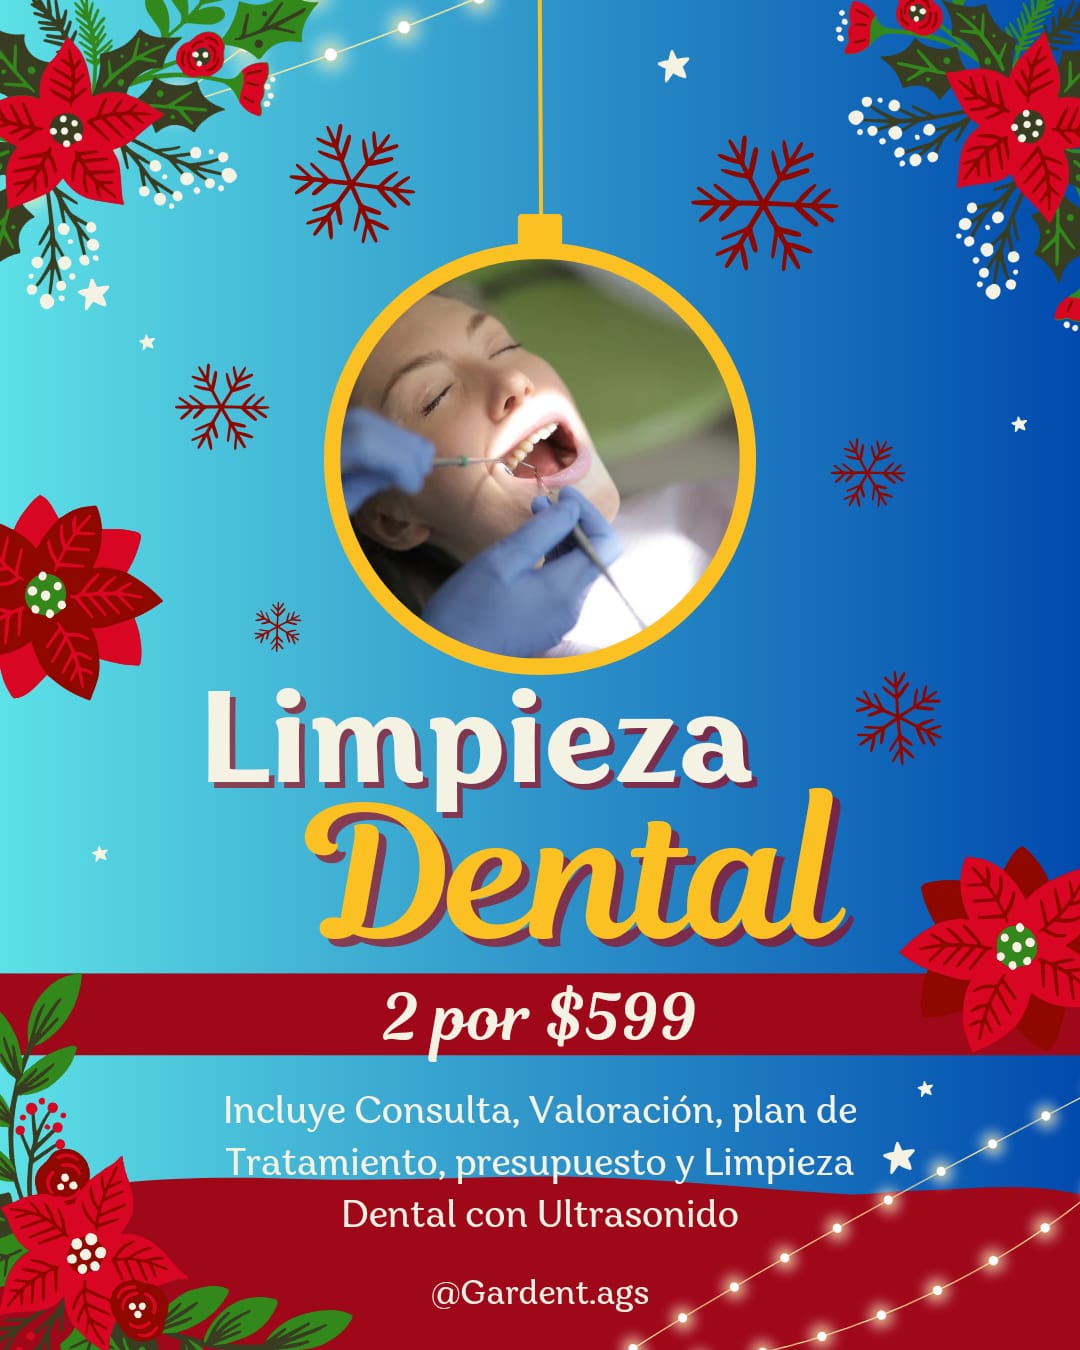 Limpieza
Dental
2 por $599
Incluye Consulta, Valoración, plan de
Tratamiento, presupuesto y Limpieza
Dental con Ultrasonido
@Gardent.ags